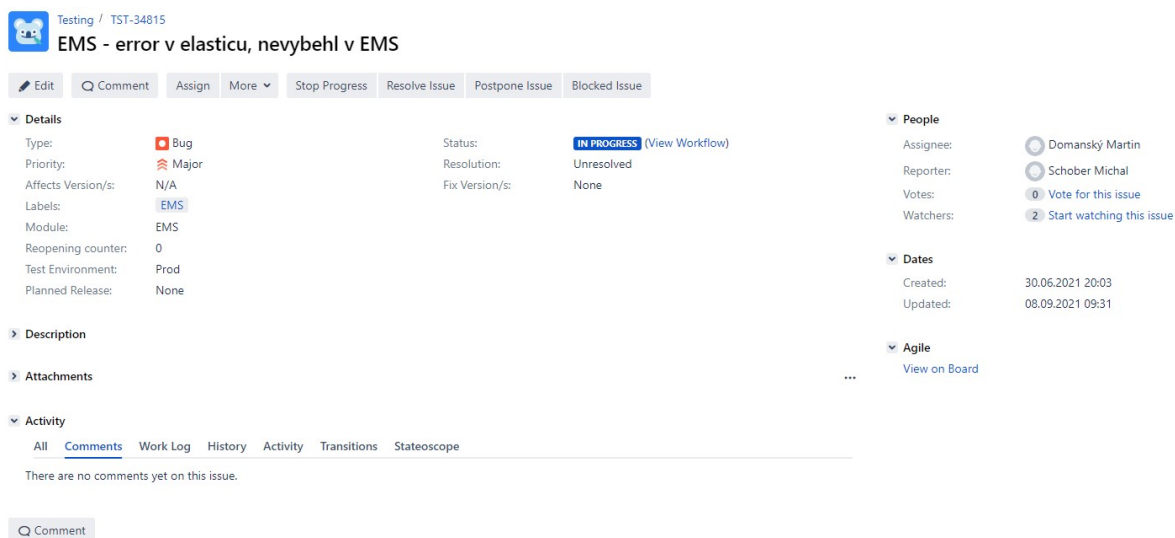 Testing / TST-34815
EMS - error v elasticu, nevybehl v EMS
Edit Comment Assign More Stop Progress Resolve Issue Postpone Issue Blocked Issue
Details
Type: Bug
Priority: Major
Affects Version/s: N/A
Labels: EMS
Module: EMS
Reopening counter: 0
Test Environment: Prod
Planned Release: None
Status: IN PROGRESS (View Workflow)
Resolution: Unresolved
Fix Version/s: None
Description
Attachments
...
Activity
All Comments Work Log History Activity Transitions Stateoscope
There are no comments yet on this issue.
Comment
People
Assignee: Domanský Martin
Reporter: Schober Michal
Votes: 0 Vote for this issue
Watchers: 2 Start watching this issue
Dates
Created: 30.06.2021 20:03
Updated: 08.09.2021 09:31
Agile
View on Board